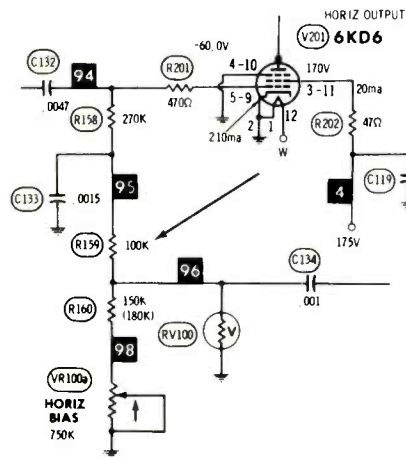 HORIZ OUTPUT
V201 6KD6
-60.0V
C132
94
R201
4-10
170V
.0047
470Ω
5-9
3-11
20ma
R158
270K
210ma
2
1
12
R202
47Ω
W
C133
.0015
95
4
C119
175V
R159
100K
96
C134
.001
R160
150K
(180K)
RV100
V
98
VR100a
HORIZ
BIAS
750K